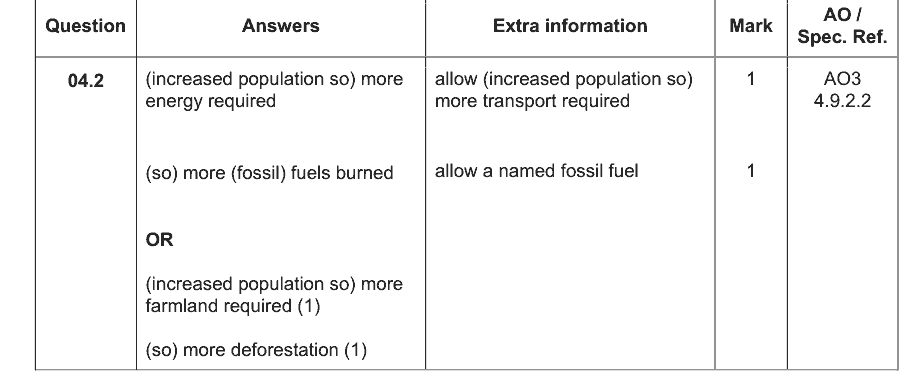 Question Answers Extra information Mark AO / Spec. Ref.
04.2 (increased population so) more allow (increased population so) 1 AO3
energy required more transport required 4.9.2.2
(so) more (fossil) fuels burned allow a named fossil fuel 1
OR
(increased population so) more
farmland required (1)
(so) more deforestation (1)